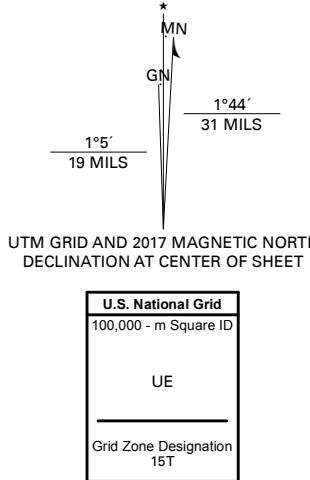 MN
GN
1°44´
31 MILS
1°5´
19 MILS
UTM GRID AND 2017 MAGNETIC NORTH
DECLINATION AT CENTER OF SHEET
U.S. National Grid
100,000 - m Square ID
UE
Grid Zone Designation
15T